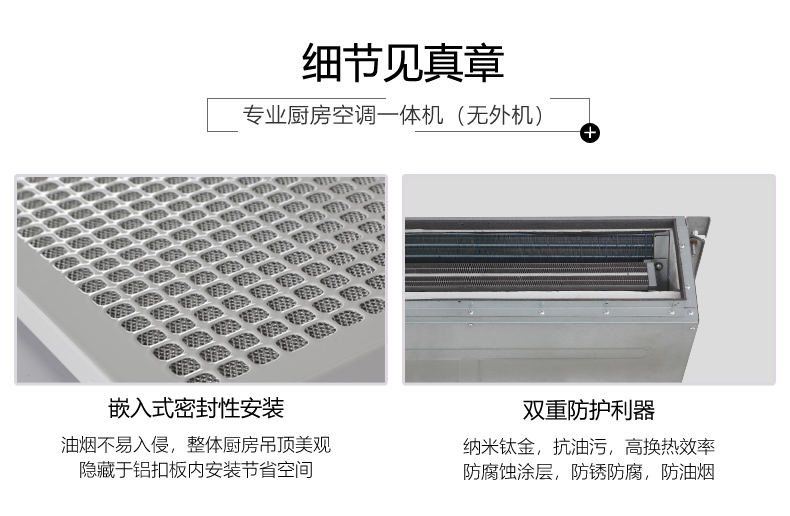 细节见真章
专业厨房空调一体机（无外机）
嵌入式密封性安装
油烟不易入侵，整体厨房吊顶美观
隐藏于铝扣板内安装节省空间
双重防护利器
纳米钛金，抗油污，高换热效率
防腐蚀涂层，防锈防腐，防油烟